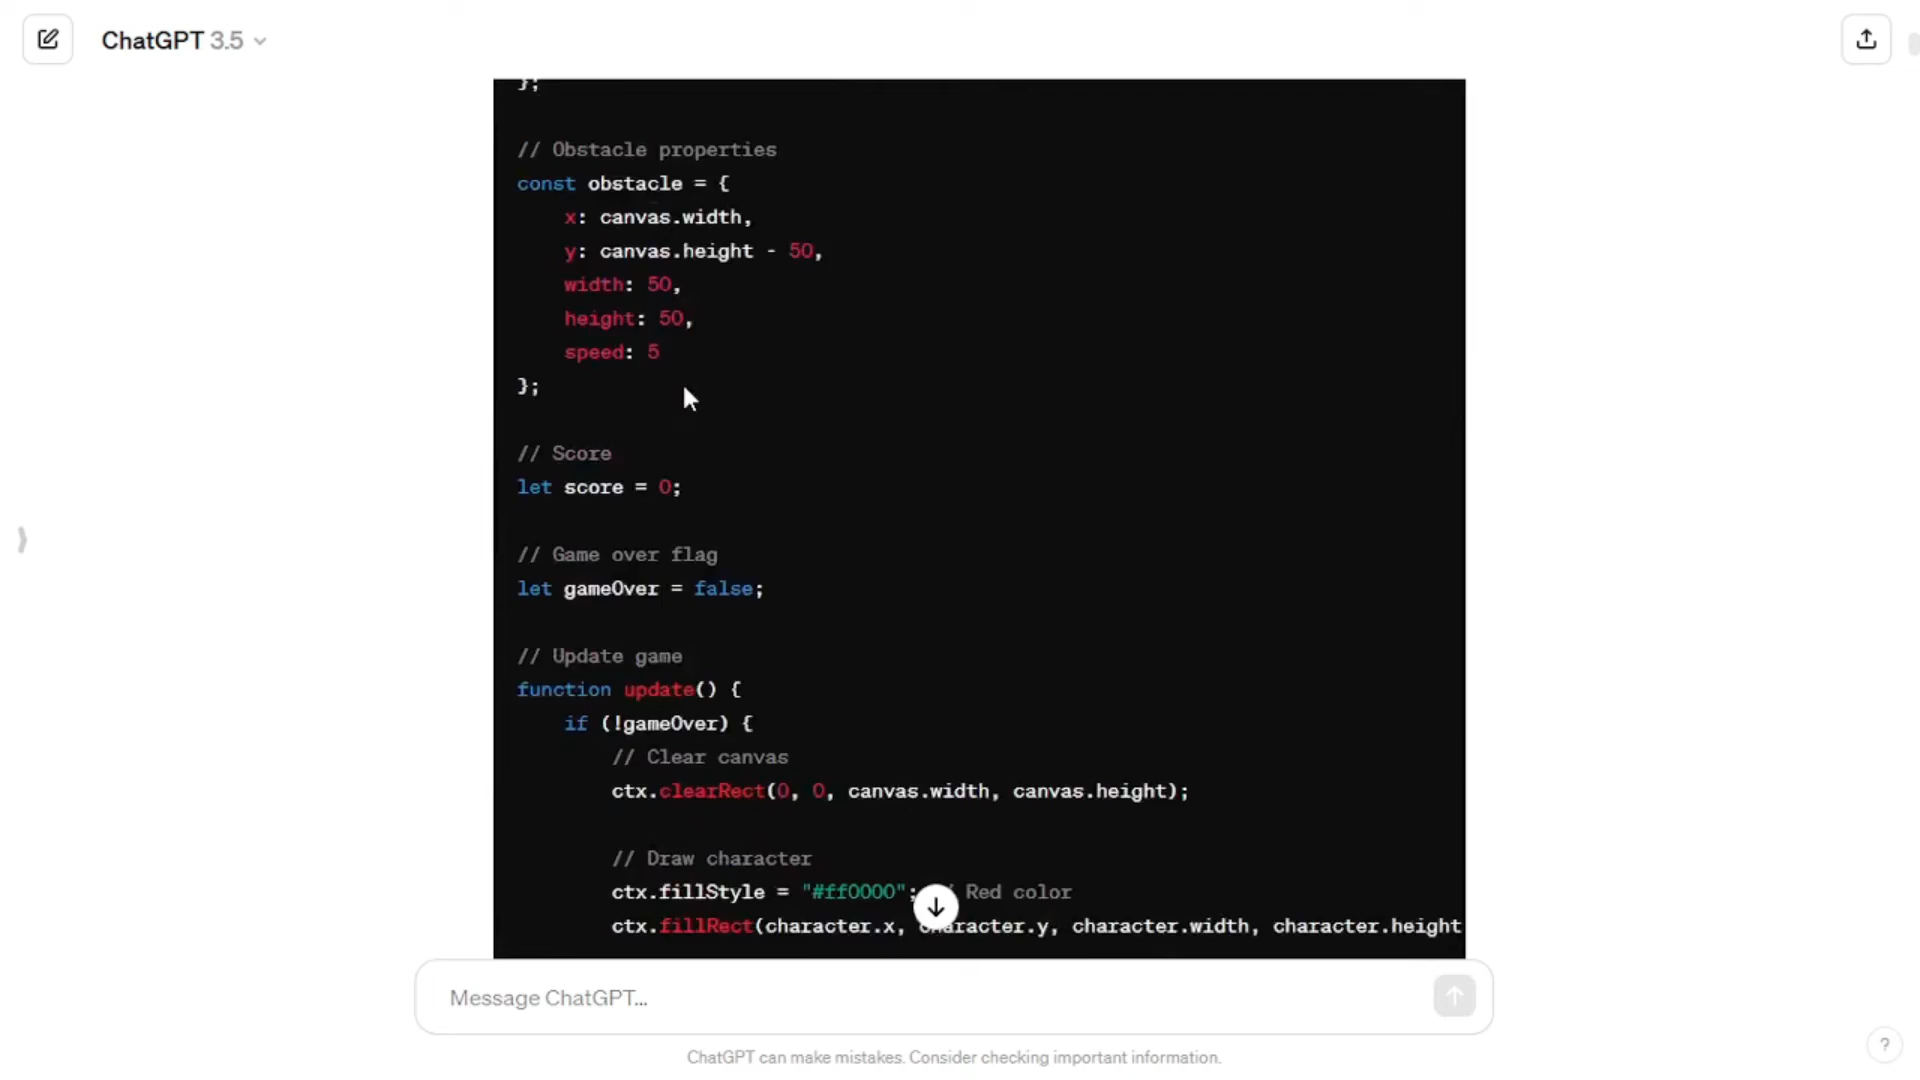 ChatGPT 3.5
};
// Obstacle properties
const obstacle = {
x: canvas.width,
y: canvas.height - 50,
width: 50,
height: 50,
speed: 5
};
// Score
let score = 0;
// Game over flag
let gameOver = false;
// Update game
function update() {
if (!gameOver) {
// Clear canvas
ctx.clearRect(0, 0, canvas.width, canvas.height);
// Draw character
ctx.fillStyle = "#ff0000"; / Red color
ctx.fillRect(character.x, character.y, character.width, character.height
Message ChatGPT...
ChatGPT can make mistakes. Consider checking important information.
?